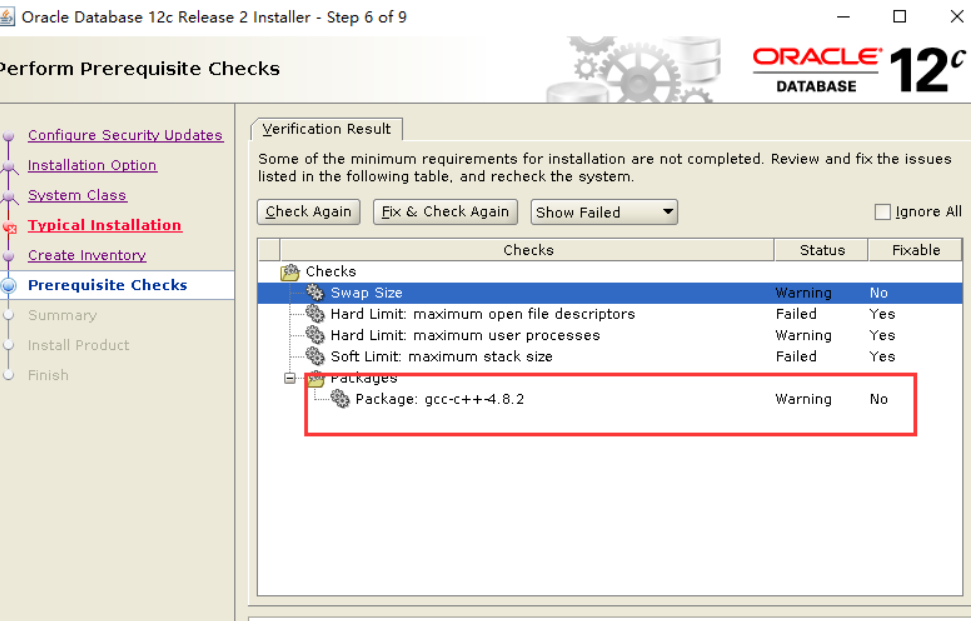 Oracle Database 12c Release 2 Installer - Step 6 of 9
Perform Prerequisite Checks
ORACLE 12c
DATABASE
Configure Security Updates
Installation Option
System Class
Typical Installation
Create Inventory
Prerequisite Checks
Summary
Install Product
Finish
Verification Result
Some of the minimum requirements for installation are not completed. Review and fix the issues
listed in the following table, and recheck the system.
Check Again Fix & Check Again Show Failed Ignore All
Checks Status Fixable
Checks
Swap Size Warning No
Hard Limit: maximum open file descriptors Failed Yes
Hard Limit: maximum user processes Warning Yes
Soft Limit: maximum stack size Failed Yes
Packages
Package: gcc-c++-4.8.2 Warning No